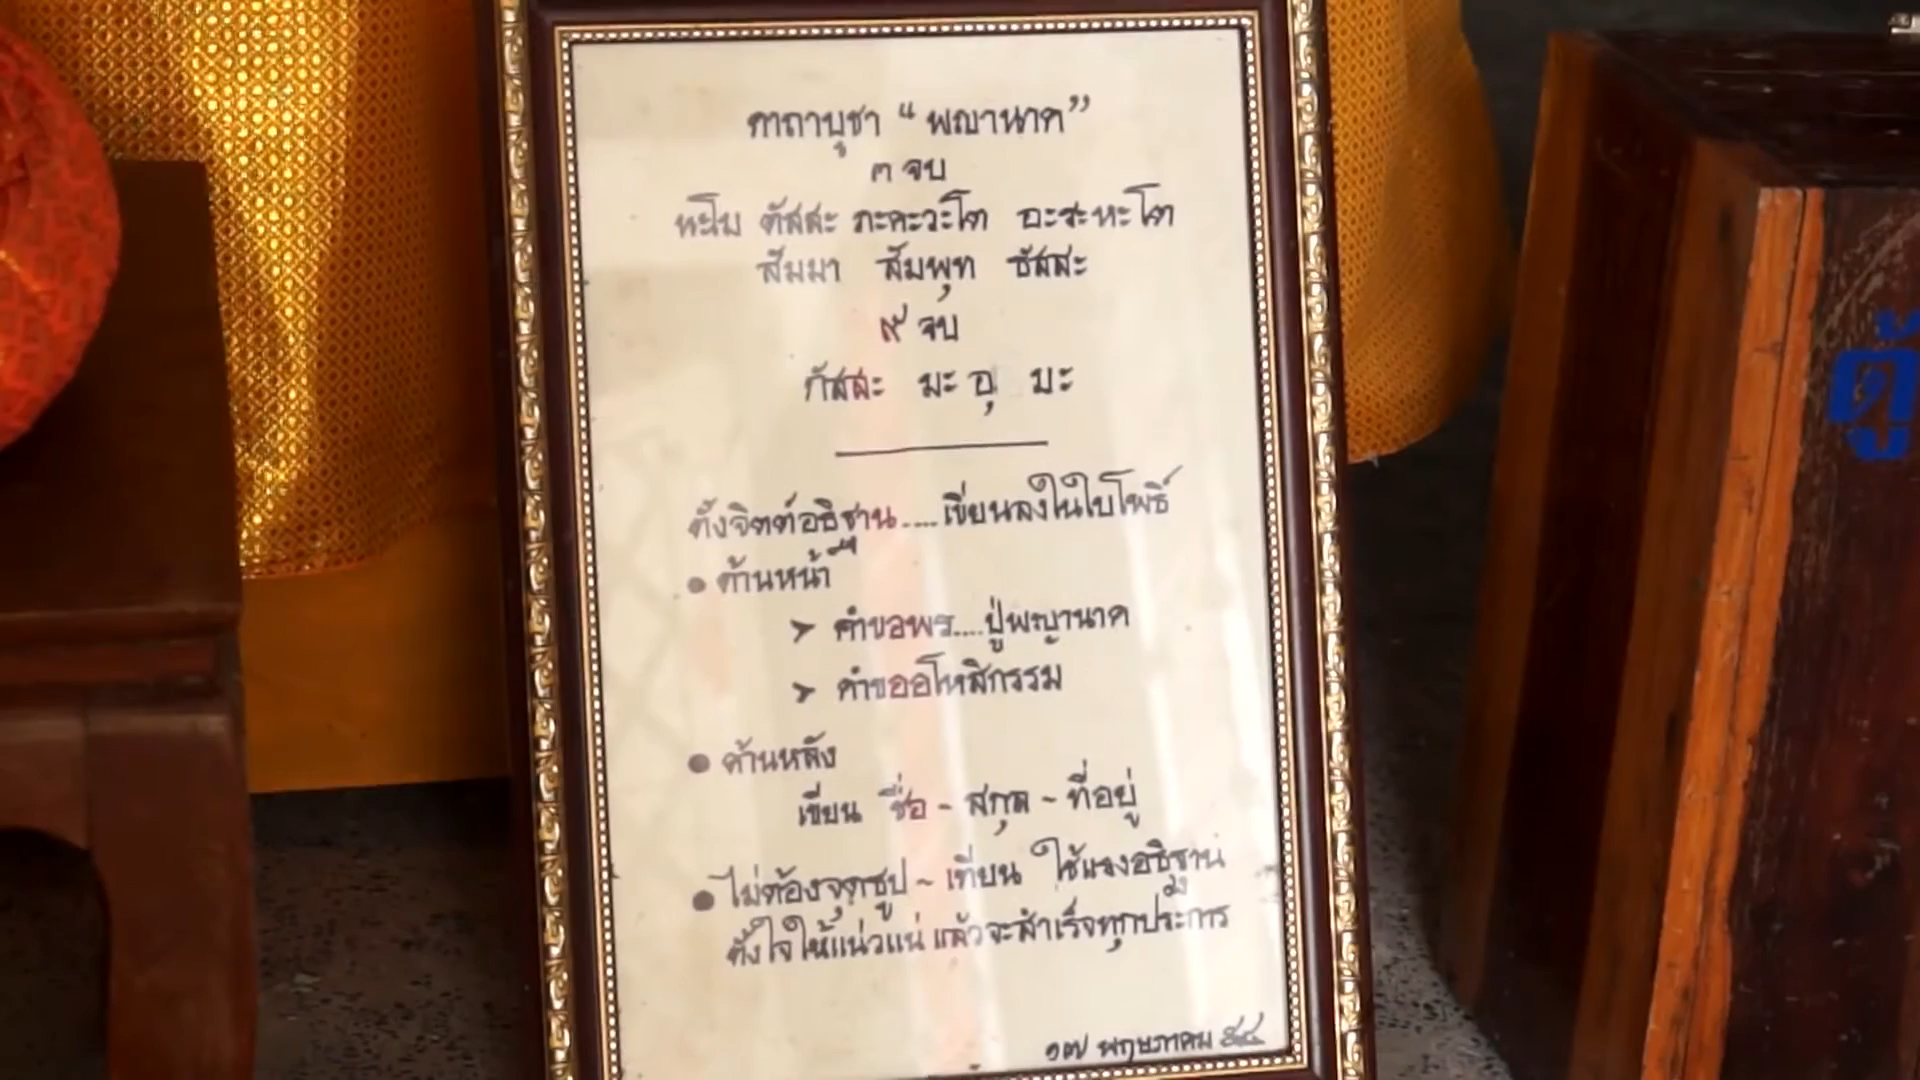 คาถาบูชา “พญานาค”
๓ จบ
นะโม ตัสสะ ภะคะวะโต อะระหะโต
สัมมา สัมพุท ธัสสะ
๙ จบ
กัสสะ มะ อุ มะ
ตั้งจิตต์อธิฐาน....เขียนลงในใบโพธิ์
• ด้านหน้า
➤ คำขอพร....ปู่พญานาค
➤ คำขออโหสิกรรม
• ด้านหลัง
เขียน ชื่อ ~ สกุล ~ ที่อยู่
• ไม่ต้องจุดธูป ~ เทียน ใช้แรงอธิฐาน
ตั้งใจให้แน่วแน่ แล้วจะสำเร็จทุกประการ
๑๗ พฤษภาคม ๕๔
ตู้